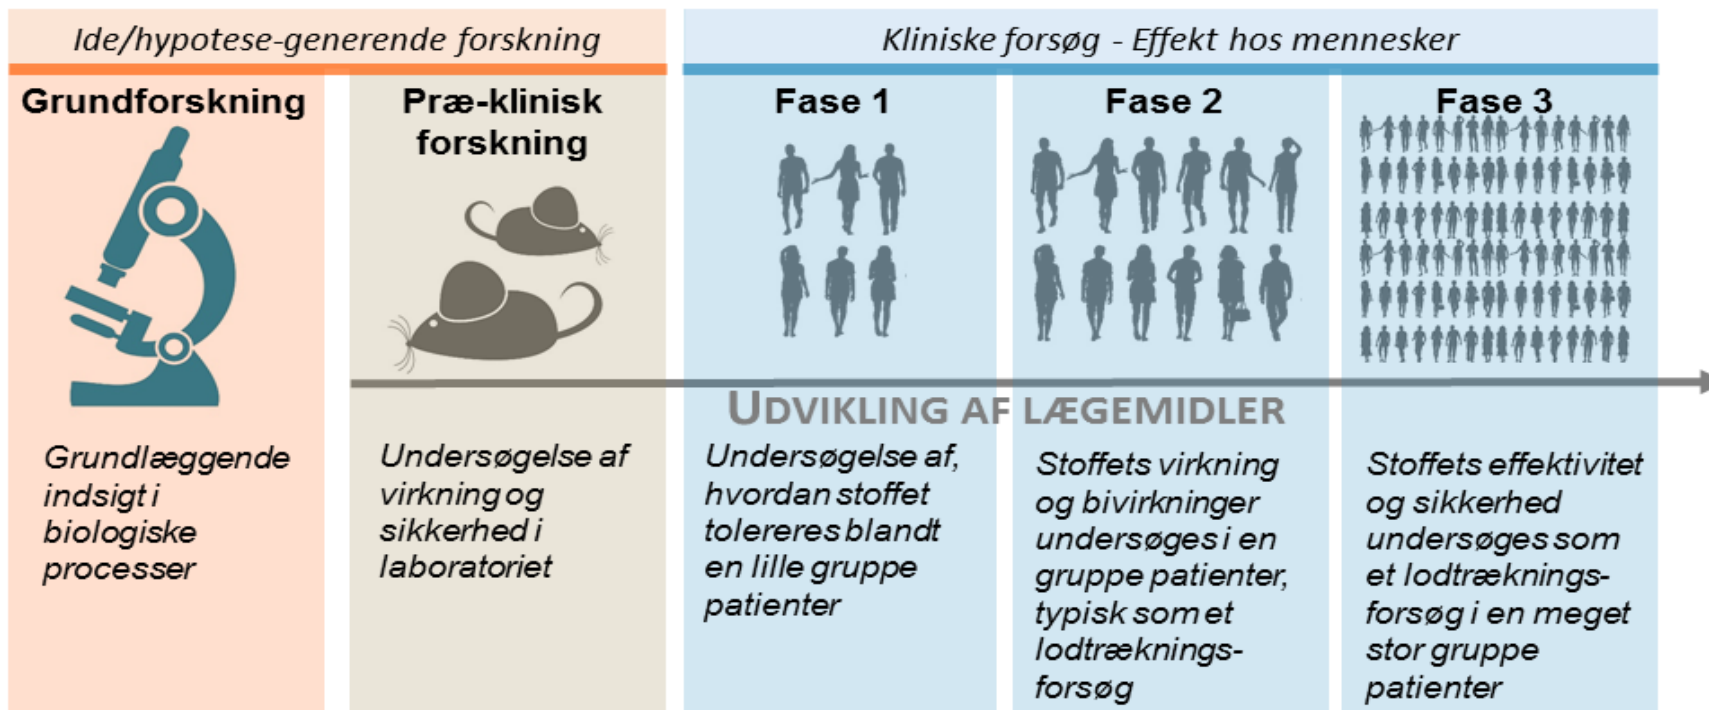 Ide/hypotese-generende forskning
Kliniske forsøg - Effekt hos mennesker
Grundforskning
Præ-klinisk
forskning
Fase 1
Fase 2
Fase 3
UDVIKLING AF LÆGEMIDLER
Grundlæggende
indsigt i
biologiske
processer
Undersøgelse af
virkning og
sikkerhed i
laboratoriet
Undersøgelse af,
hvordan stoffet
tolereres blandt
en lille gruppe
patienter
Stoffets virkning
og bivirkninger
undersøges i en
gruppe patienter,
typisk som et
lodtræknings-
forsøg
Stoffets effektivitet
og sikkerhed
undersøges som
et lodtræknings-
forsøg i en meget
stor gruppe
patienter